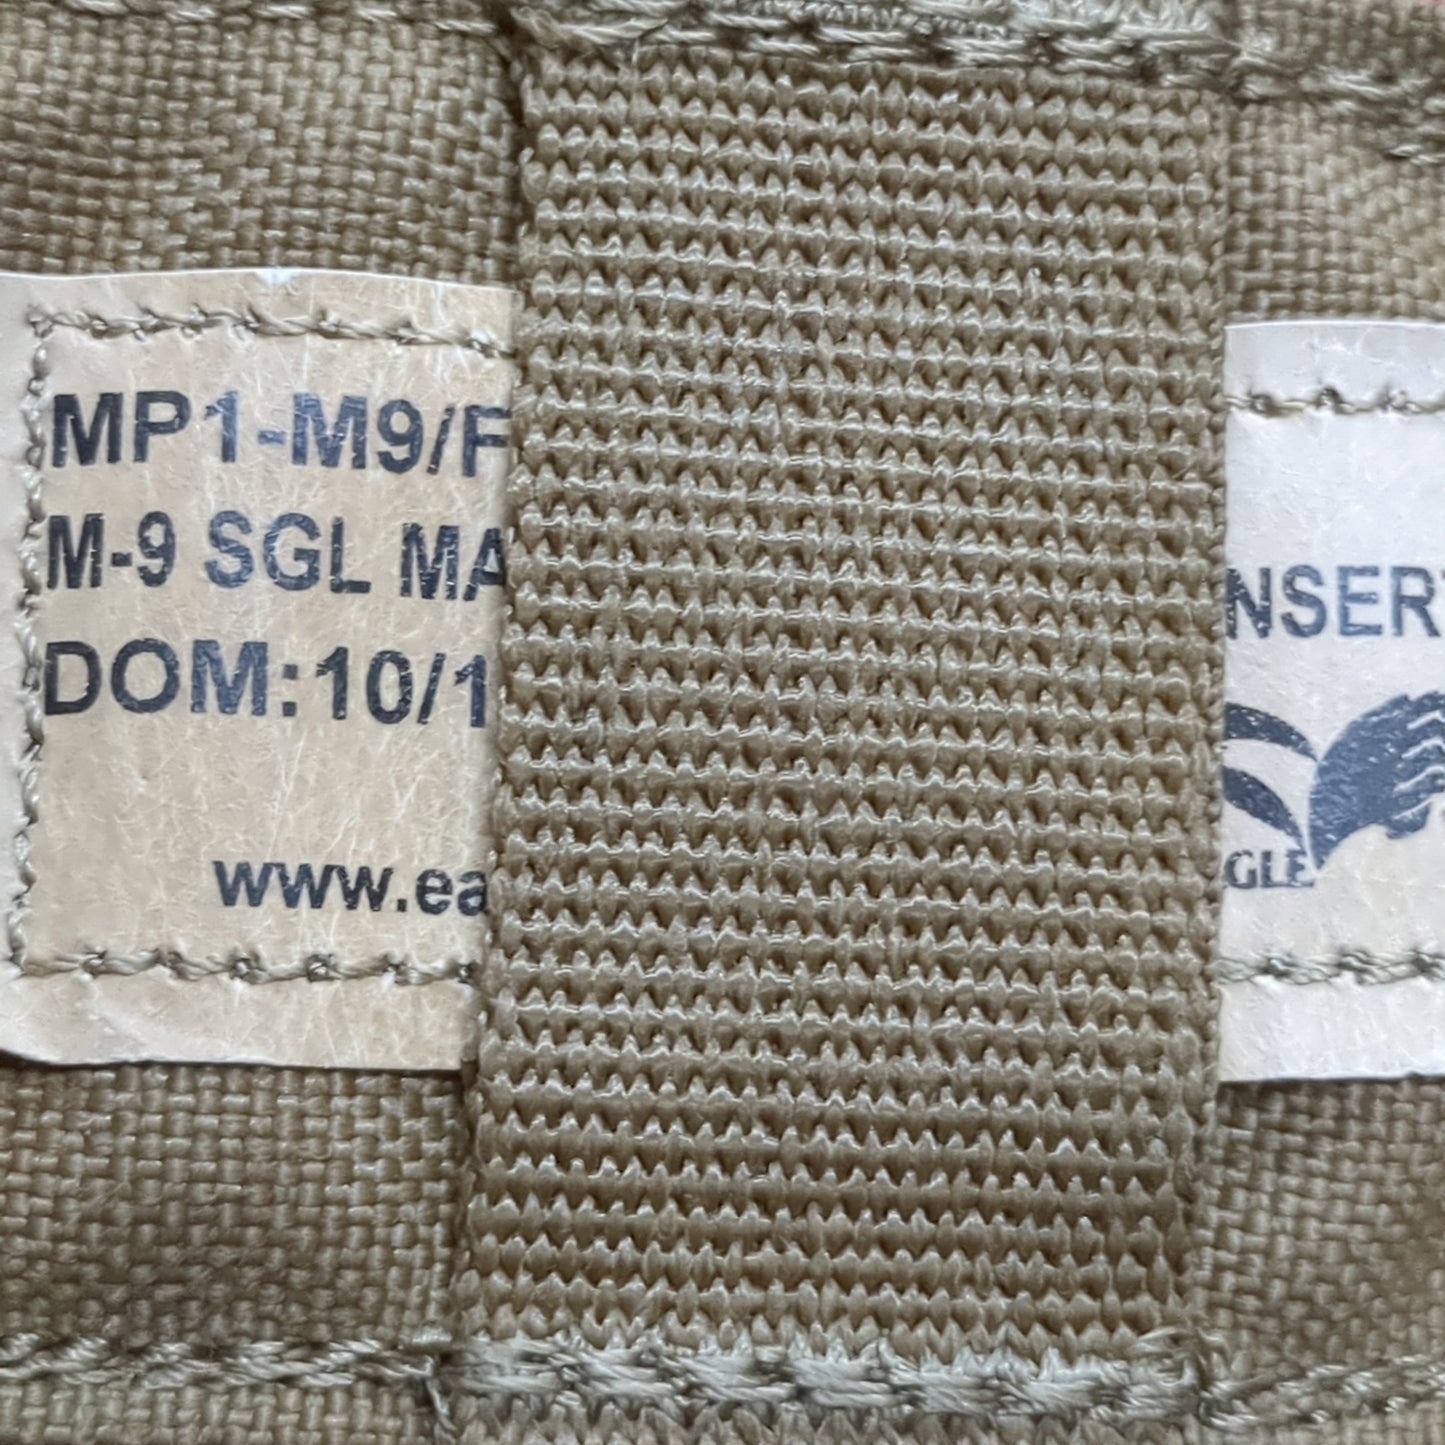 MP1-M9/F
M-9 SGL MA NSERT
DOM:10/1
www.ea GLE